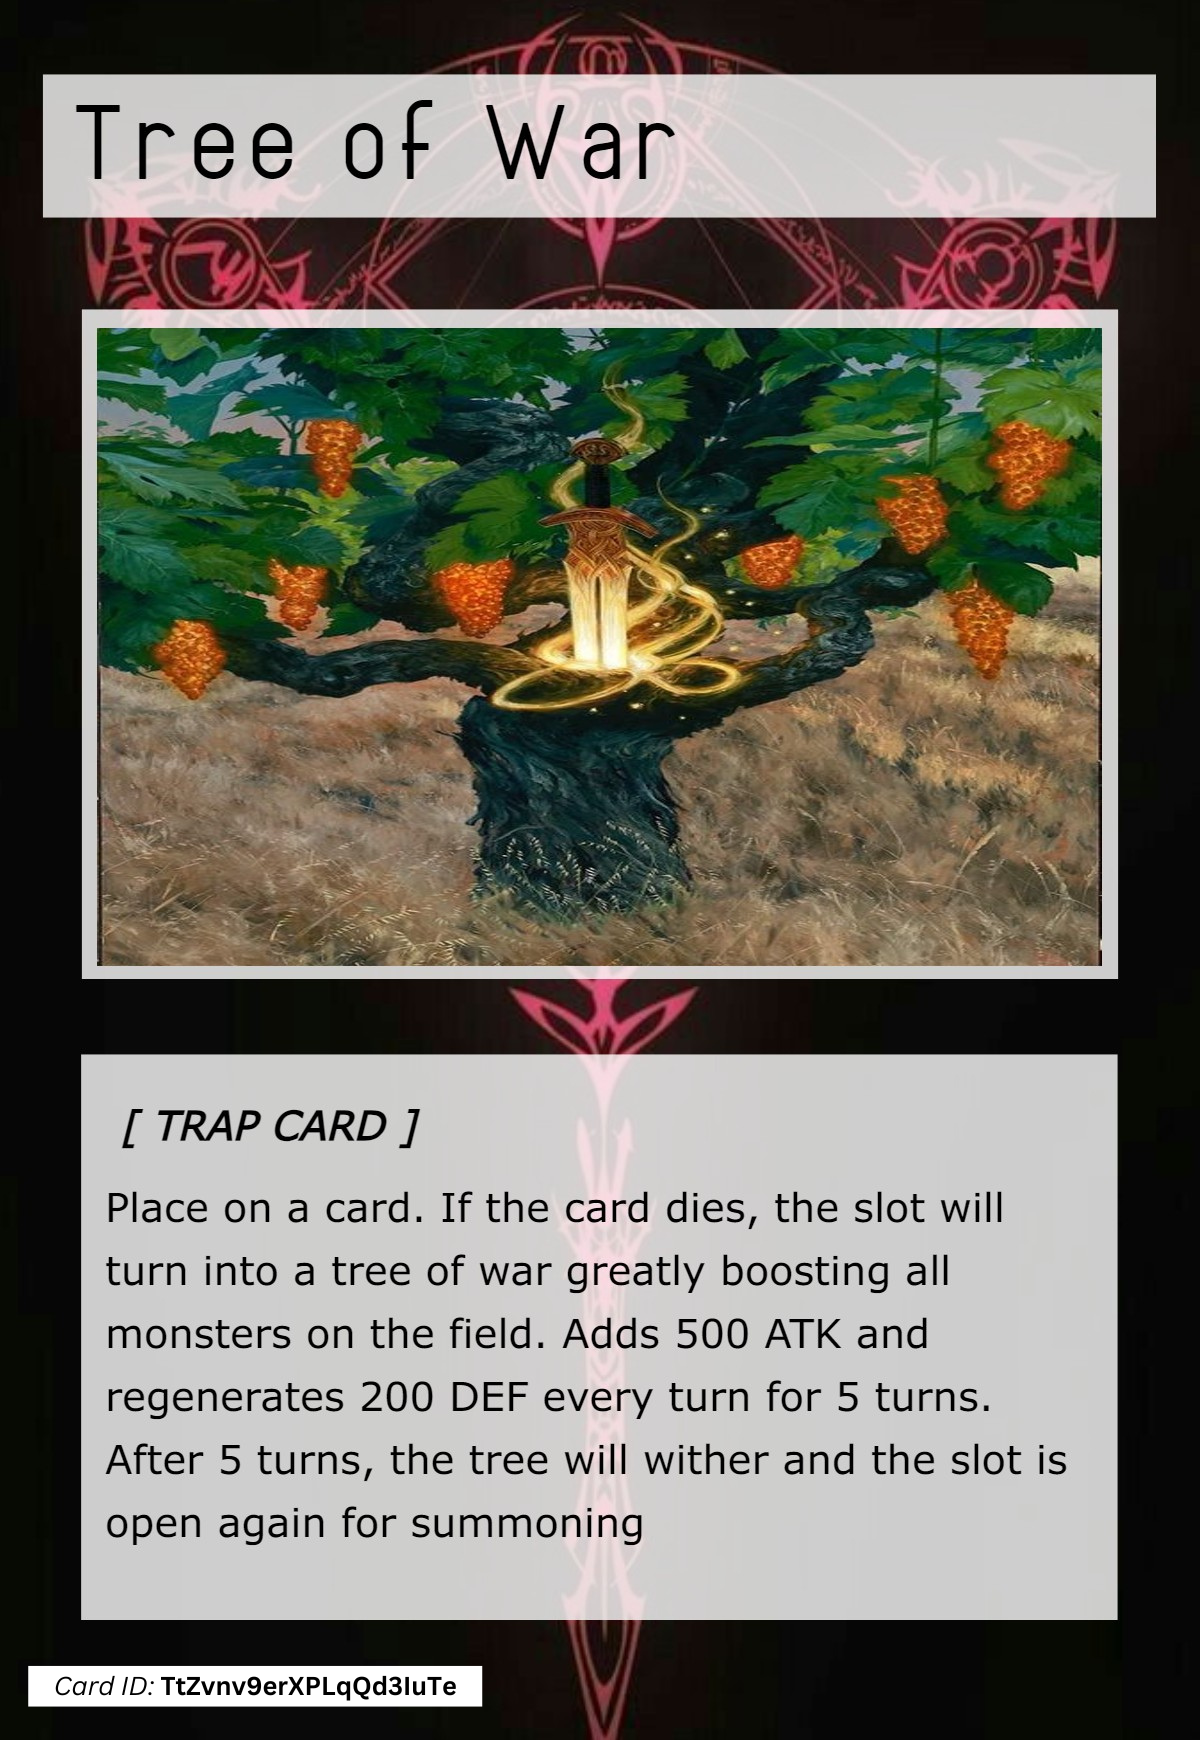 Tree of War
[ TRAP CARD ]
Place on a card. If the card dies, the slot will
turn into a tree of war greatly boosting all
monsters on the field. Adds 500 ATK and
regenerates 200 DEF every turn for 5 turns.
After 5 turns, the tree will wither and the slot is
open again for summoning
Card ID: TtZvnv9erXPLqQd3IuTe